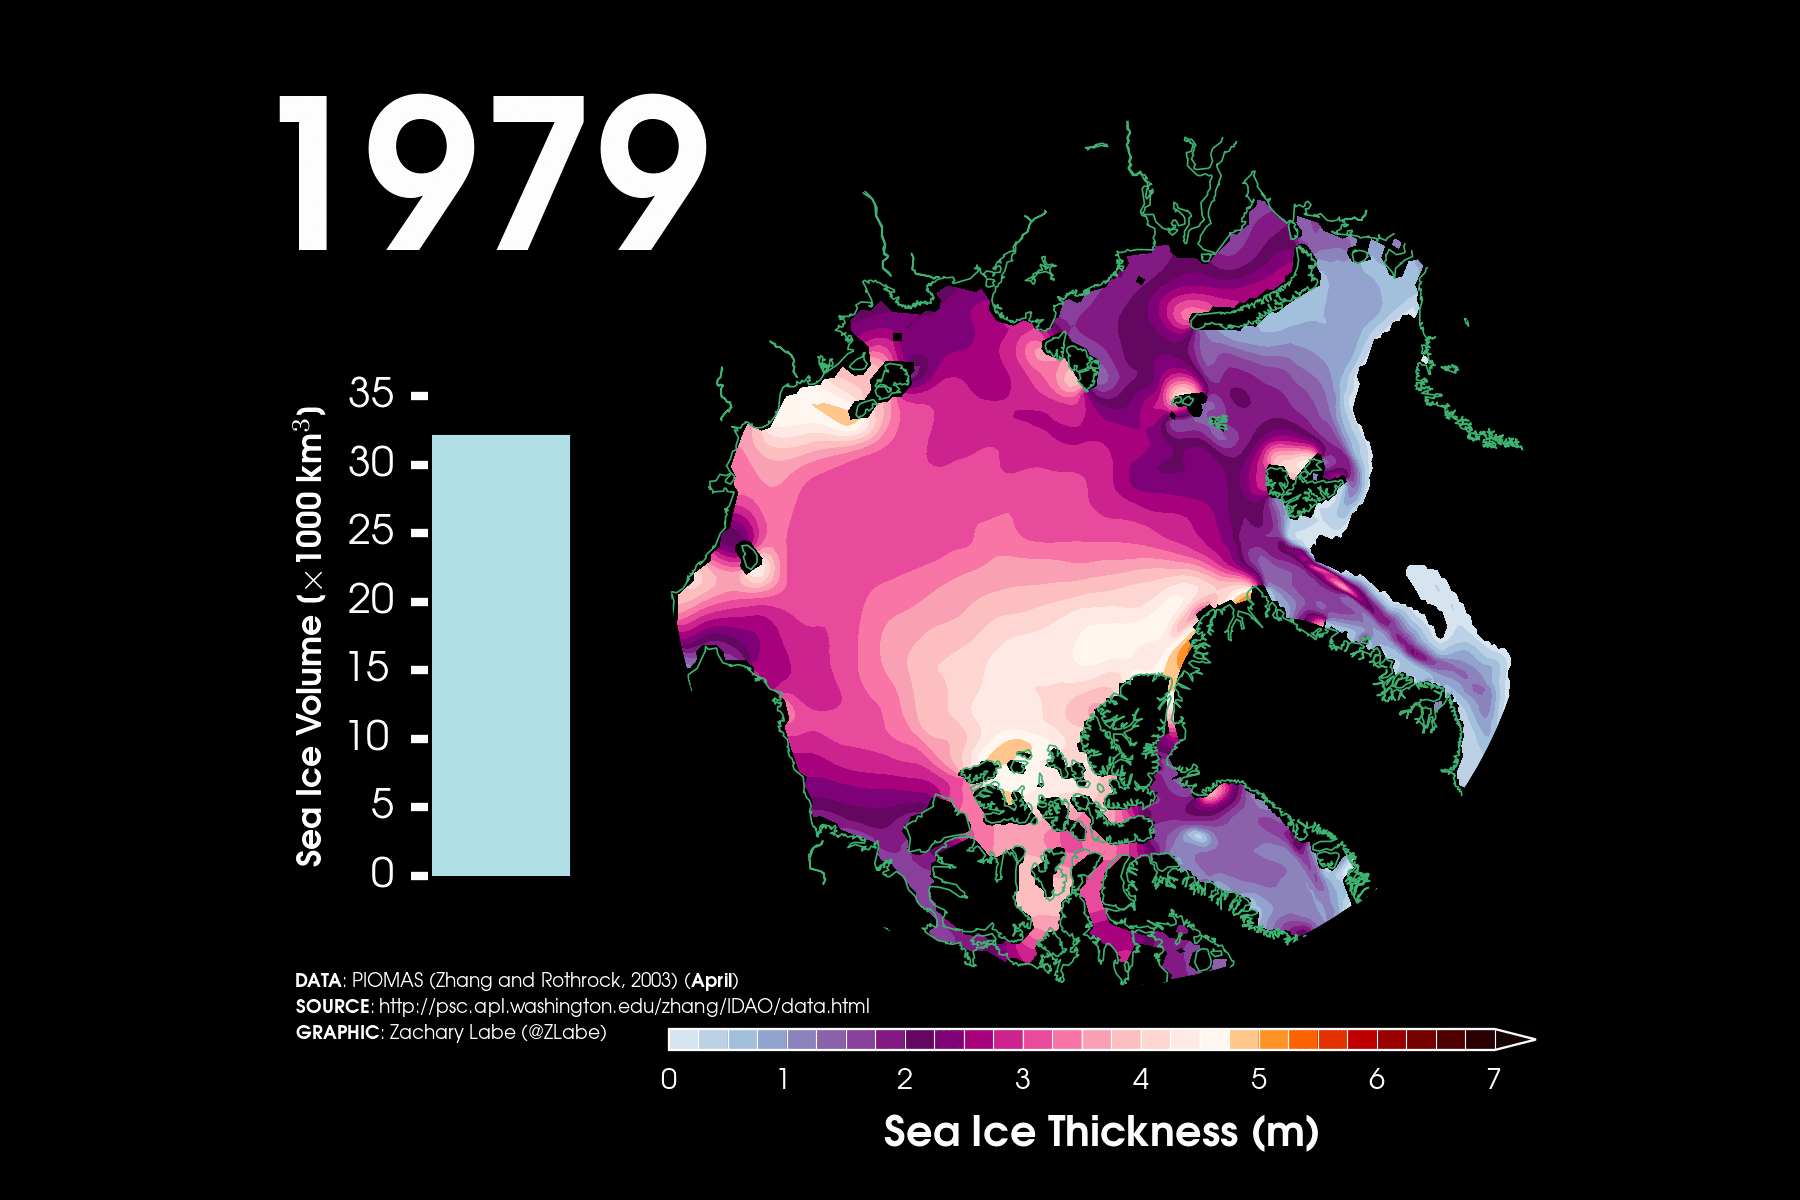 1979
Sea Ice Volume (× 1000 km³)
35
30
25
20
15
10
5
0
DATA: PIOMAS (Zhang and Rothrock, 2003) (April)
SOURCE: http://psc.apl.washington.edu/zhang/IDAO/data.html
GRAPHIC: Zachary Labe (@ZLabe)
0 1 2 3 4 5 6 7
Sea Ice Thickness (m)